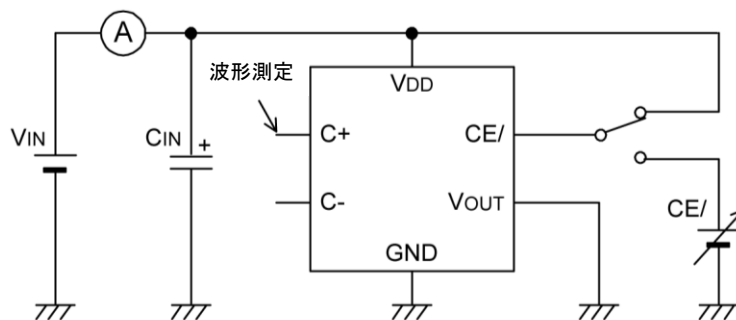 A
波形測定
VDD
VIN
CIN
+
C+
CE/
C-
VOUT
CE/
GND